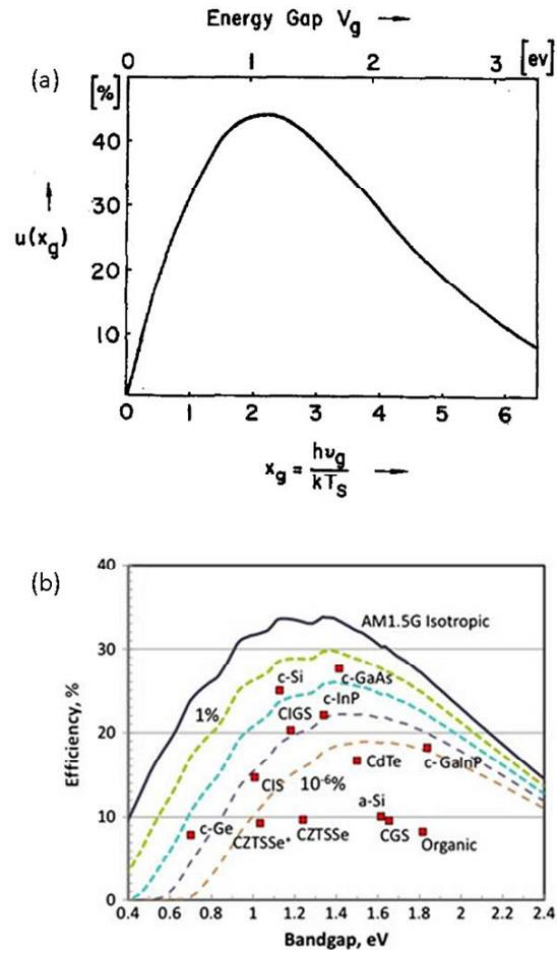 Energy Gap Vg
0 1 2 3 [ev]
(a)
[%]
40
30
20
10
u(xg)
0 1 2 3 4 5 6
xg = hνg / kTs
(b)
40
30
20
10
0
Efficiency, %
AM1.5G Isotropic
1%
c-Si
c-GaAs
c-InP
CIGS
CIS
10-6%
CdTe
c-GaInP
a-Si
c-Ge
CZTSSe*
CZTSSe
CGS
Organic
0.4 0.6 0.8 1 1.2 1.4 1.6 1.8 2 2.2 2.4
Bandgap, eV